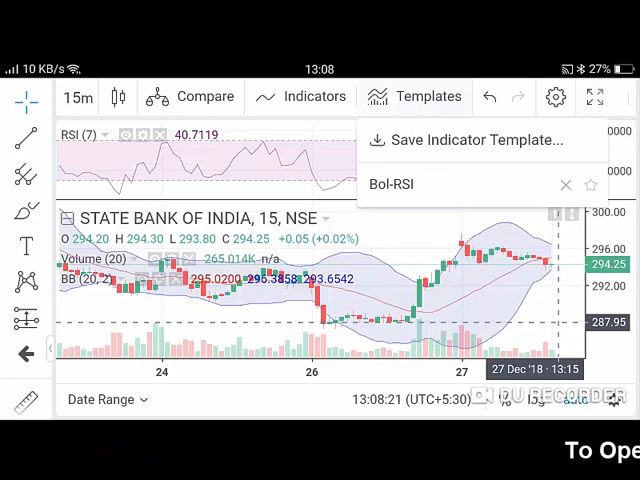 10 KB/s 13:08 27%
15m Compare Indicators Templates
RSI (7) 40.7119
Save Indicator Template...
Bol-RSI
STATE BANK OF INDIA, 15, NSE
300.00
O 294.20 H 294.30 L 293.80 C 294.25 +0.05 (+0.02%)
296.00
Volume (20) 265.014K n/a
294.25
BB (20, 2) 295.0200 296.3858 293.6542
292.00
287.95
24 26 27 27 Dec '18 - 13:15
Date Range 13:08:21 (UTC+5:30) % log auto
DU RECORDER
To Ope